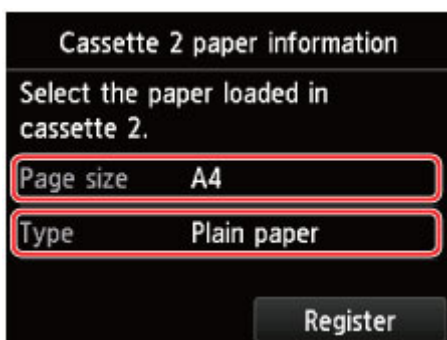 Cassette 2 paper information
Select the paper loaded in
cassette 2.
Page size A4
Type Plain paper
Register